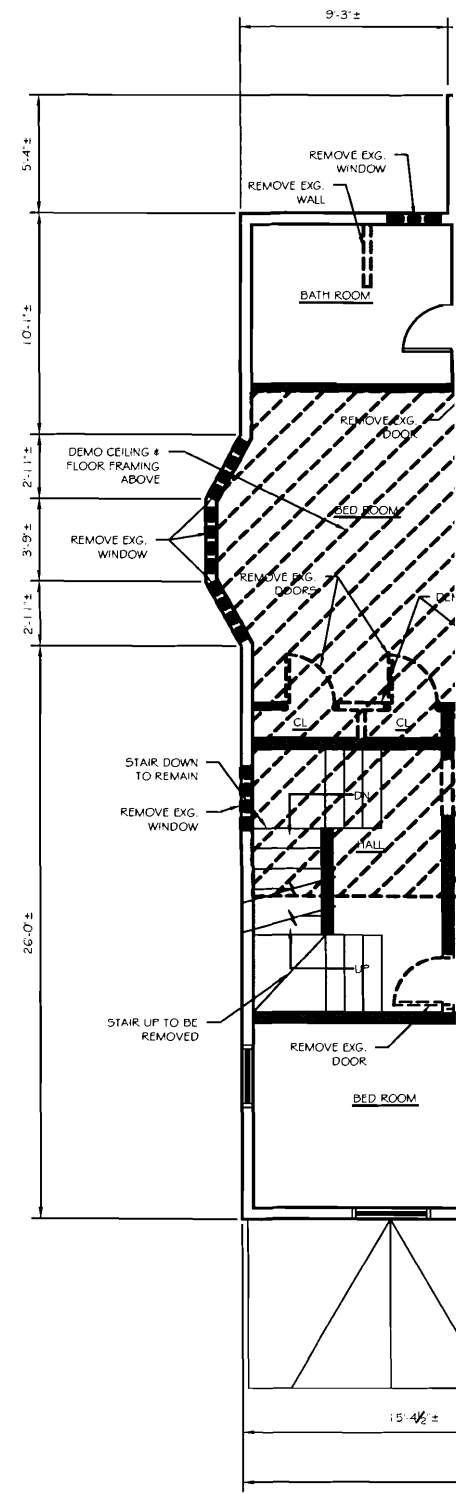 9'-3"±
5'-4"±
REMOVE EXG.
WINDOW
REMOVE EXG.
WALL
BATH ROOM
10'-1"±
REMOVE EXG.
DOOR
DEMO CEILING &
FLOOR FRAMING
ABOVE
2'-11"±
BED ROOM
3'-9"±
REMOVE EXG.
WINDOW
REMOVE EXG.
DOORS
2'-11"±
CL
CL
STAIR DOWN
TO REMAIN
DN
REMOVE EXG.
WINDOW
HALL
26'-0"±
UP
STAIR UP TO BE
REMOVED
REMOVE EXG.
DOOR
BED ROOM
15'-4½"±